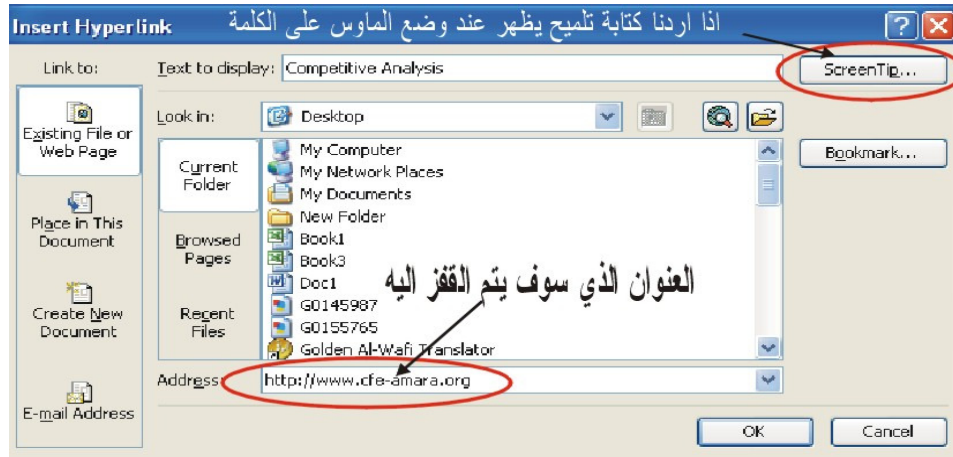 Insert Hyperlink
اذا اردنا كتابة تلميح يظهر عند وضع الماوس على الكلمة
Link to:
Text to display: Competitive Analysis
ScreenTip...
Existing File or
Web Page
Look in: Desktop
Bookmark...
Current
Folder
My Computer
My Network Places
My Documents
New Folder
Book1
Book3
Doc1
G0145987
G0155765
Golden Al-Wafi Translator
Place in This
Document
Browsed
Pages
العنوان الذي سوف يتم القفز اليه
Create New
Document
Recent
Files
Address: http://www.cfe-amara.org
E-mail Address
OK
Cancel